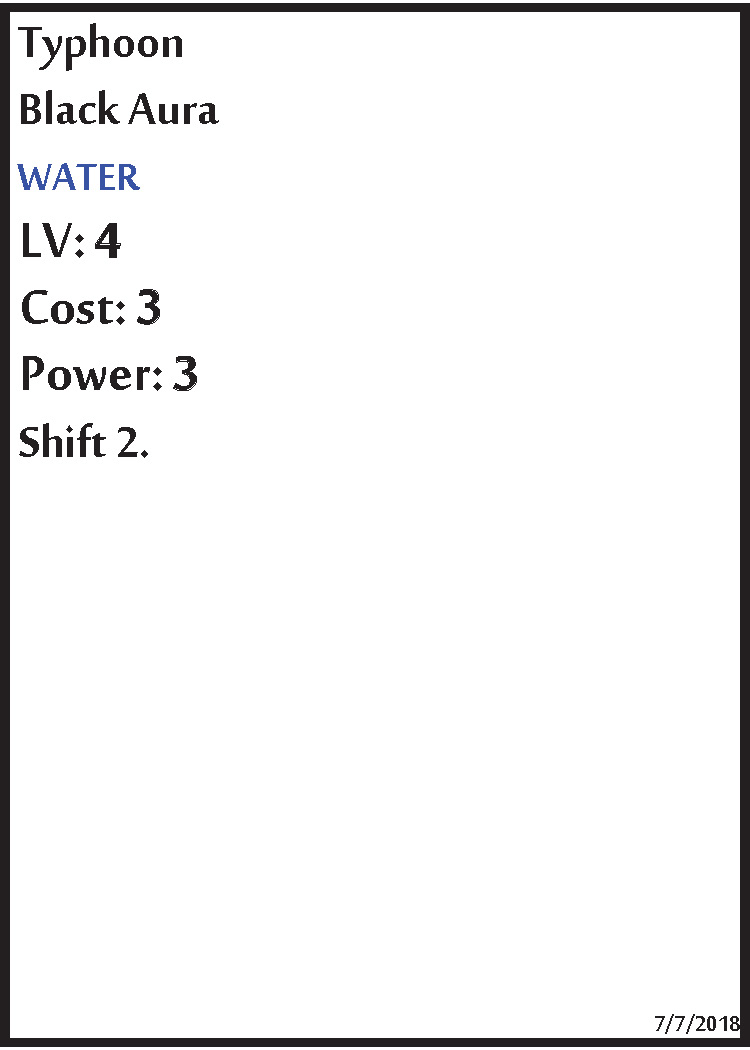 Typhoon
Black Aura
WATER
LV: 4
Cost: 3
Power: 3
Shift 2.
7/7/2018